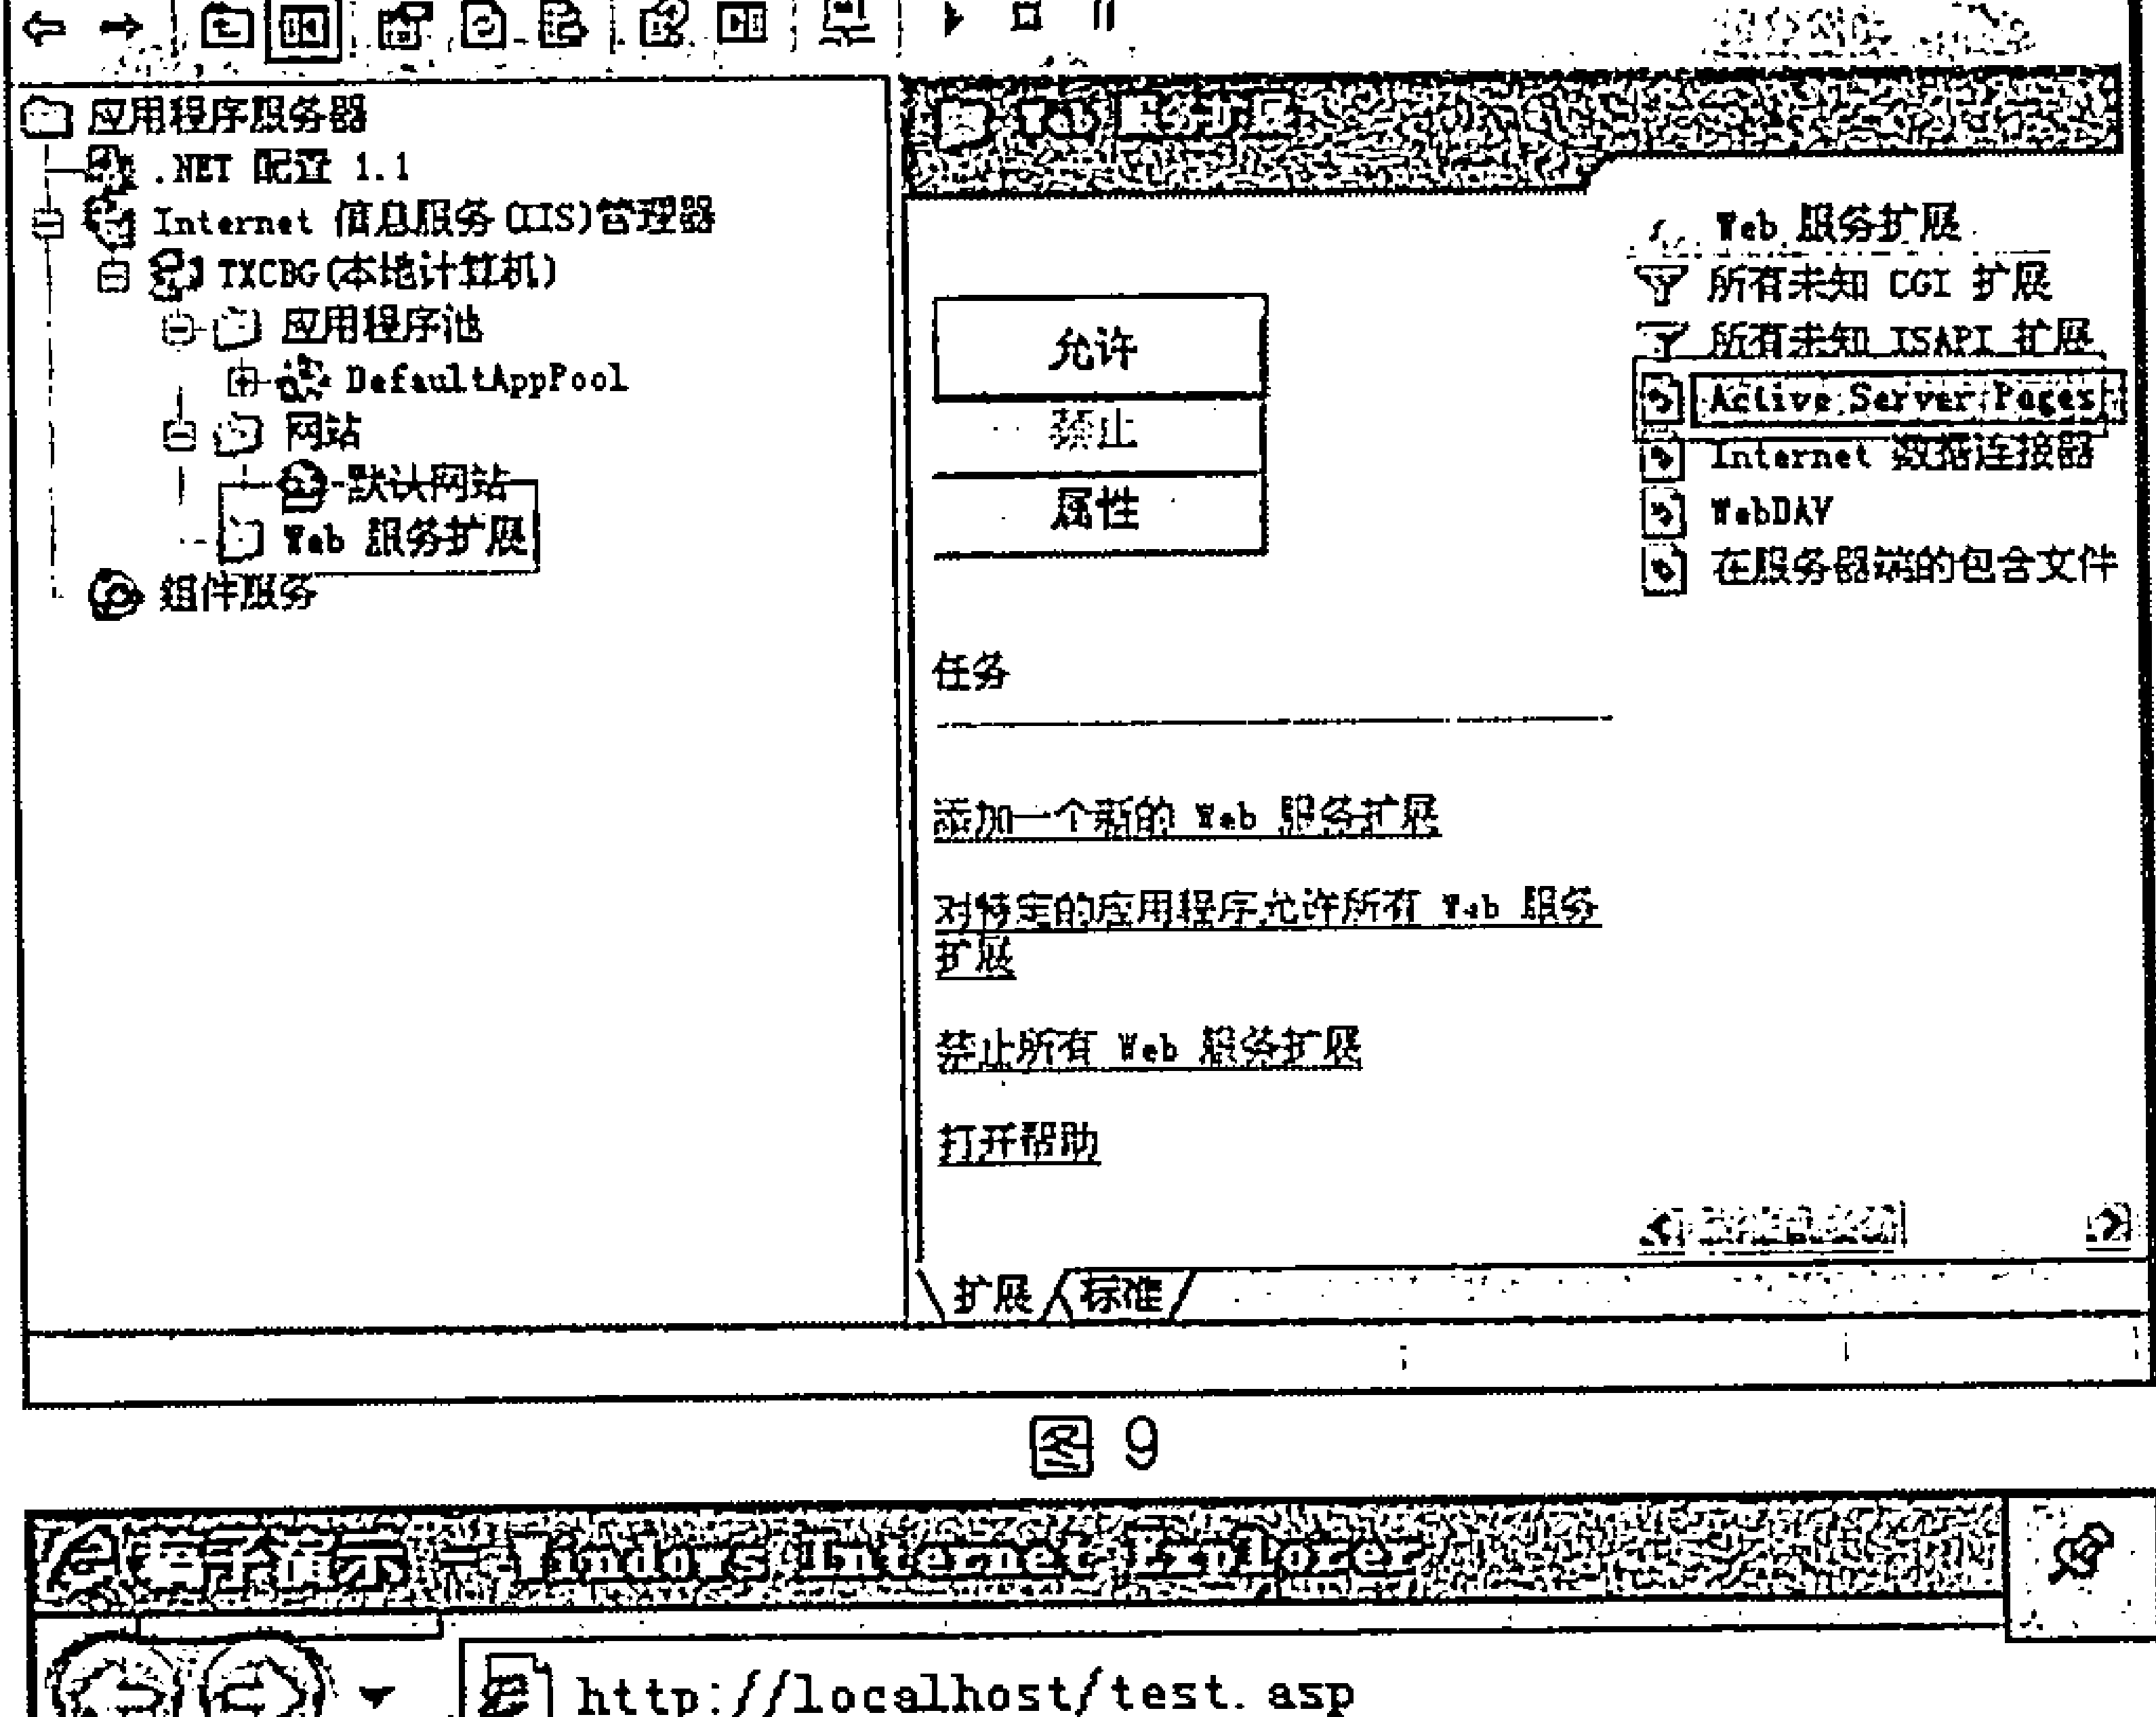 应用程序服务器
.NET 配置 1.1
Internet 信息服务(IIS)管理器
TXCBG(本地计算机)
应用程序池
DefaultAppPool
网站
默认网站
Web 服务扩展
组件服务
Web 服务扩展
允许
禁止
属性
任务
添加一个新的 Web 服务扩展
对特定的应用程序允许所有 Web 服务
扩展
禁止所有 Web 服务扩展
打开帮助
Web 服务扩展
所有未知 CGI 扩展
所有未知 ISAPI 扩展
Active Server Pages
Internet 数据连接器
WebDAV
在服务器端的包含文件
扩展
标准
图 9
Windows Internet Explorer
http://localhost/test.asp